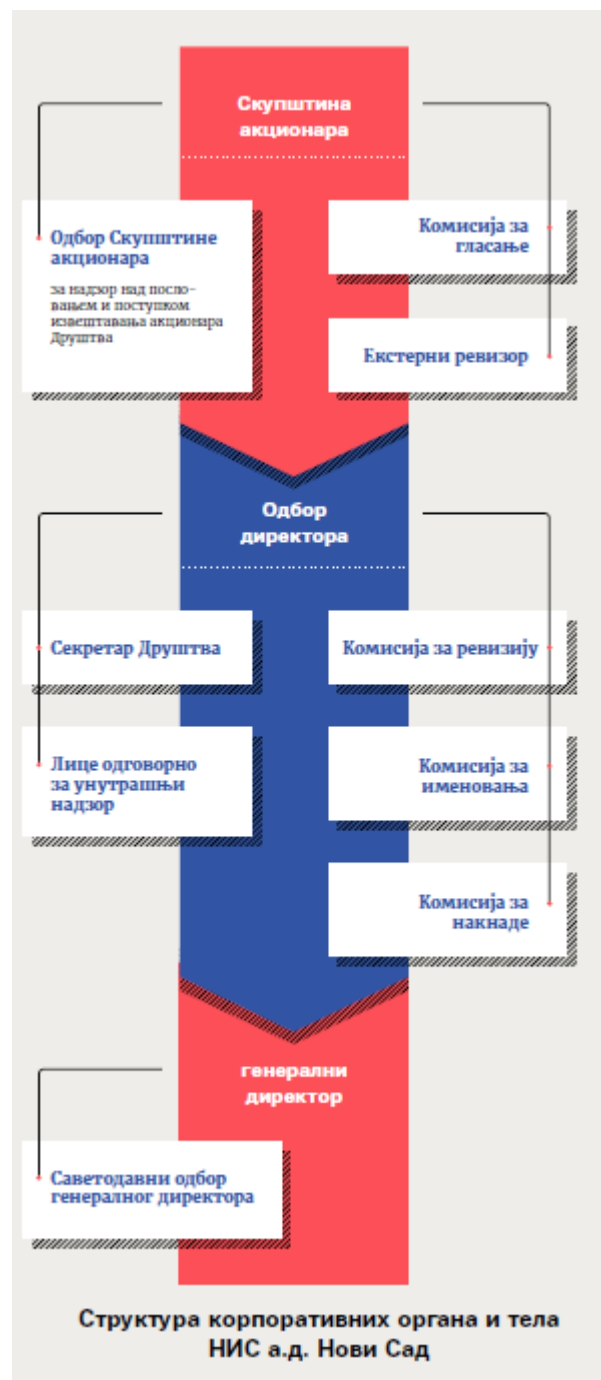 Скупштина
акционара
Одбор Скупштине
акционара
за надзор над посло-
вањем и поступком
извештавања акционара
Друштва
Комисија за
гласање
Екстерни ревизор
Одбор
директора
Секретар Друштва
Лице одговорно
за унутрашњи
надзор
Комисија за ревизију
Комисија за
именовања
Комисија за
накнаде
генерални
директор
Саветодавни одбор
генералног директора
Структура корпоративних органа и тела
НИС а.д. Нови Сад